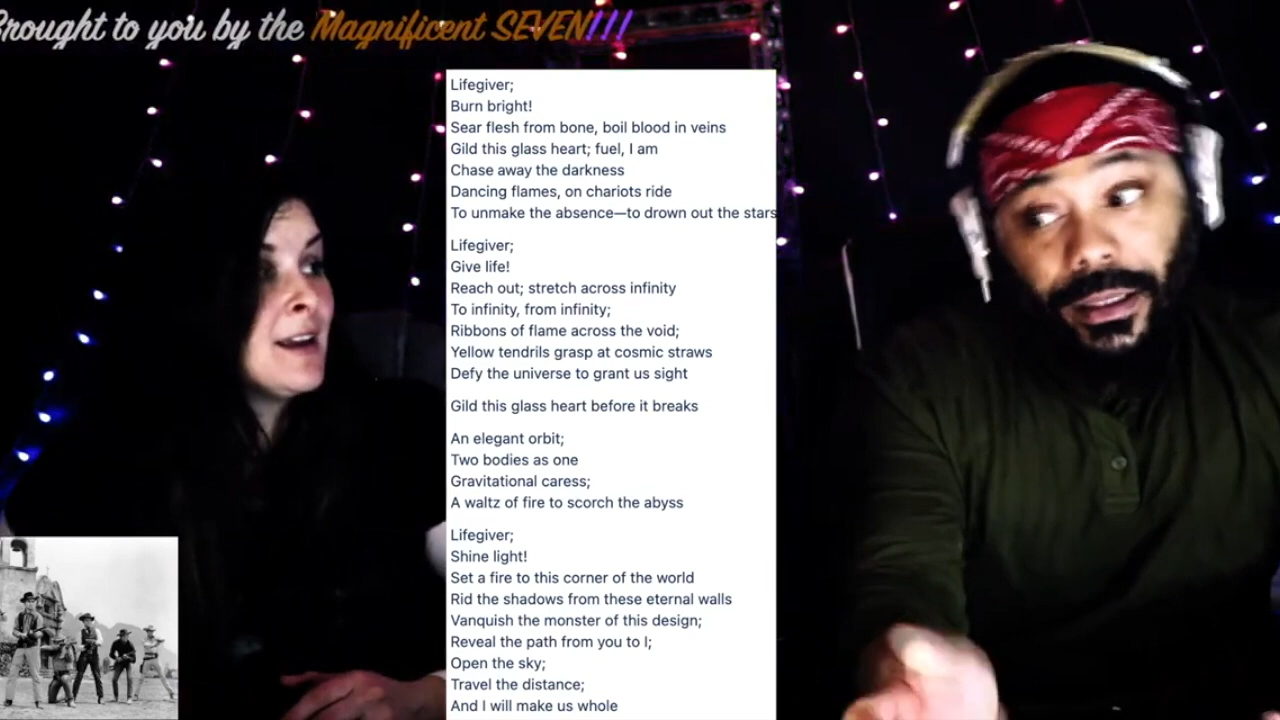 Brought to you by the Magnificent SEVEN!!!
Lifegiver;
Burn bright!
Sear flesh from bone, boil blood in veins
Gild this glass heart; fuel, I am
Chase away the darkness
Dancing flames, on chariots ride
To unmake the absence—to drown out the stars
Lifegiver;
Give life!
Reach out; stretch across infinity
To infinity, from infinity;
Ribbons of flame across the void;
Yellow tendrils grasp at cosmic straws
Defy the universe to grant us sight
Gild this glass heart before it breaks
An elegant orbit;
Two bodies as one
Gravitational caress;
A waltz of fire to scorch the abyss
Lifegiver;
Shine light!
Set a fire to this corner of the world
Rid the shadows from these eternal walls
Vanquish the monster of this design;
Reveal the path from you to I;
Open the sky;
Travel the distance;
And I will make us whole